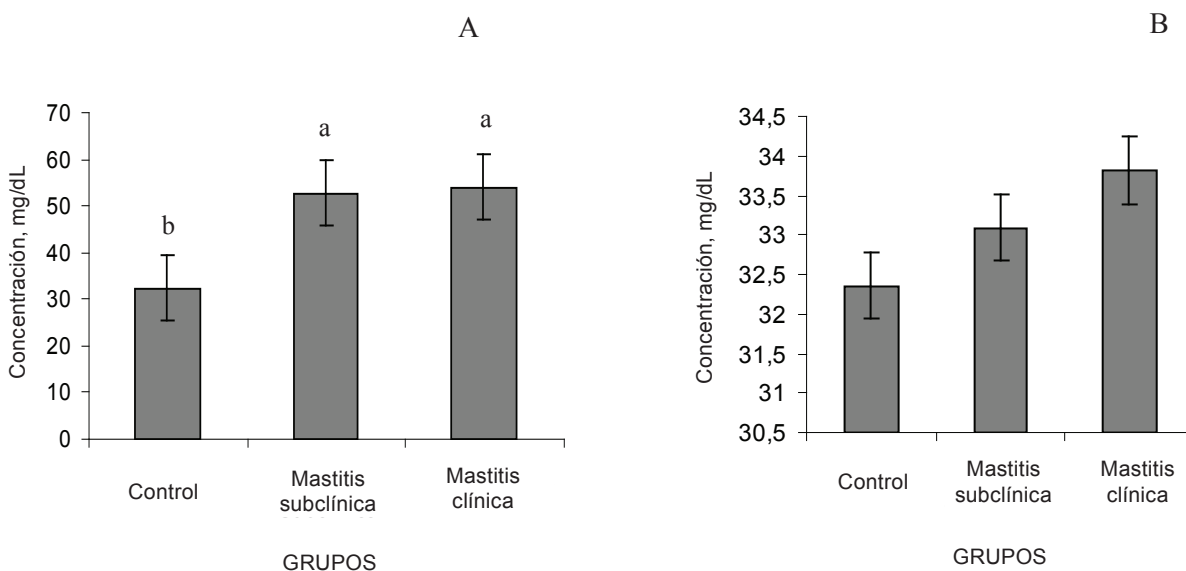 A
Concentración, mg/dL
70
60
50
40
30
20
10
0
b
a
a
Control
Mastitis
subclínica
Mastitis
clínica
GRUPOS
B
Concentración, mg/dL
34,5
34
33,5
33
32,5
32
31,5
31
30,5
Control
Mastitis
subclínica
Mastitis
clínica
GRUPOS